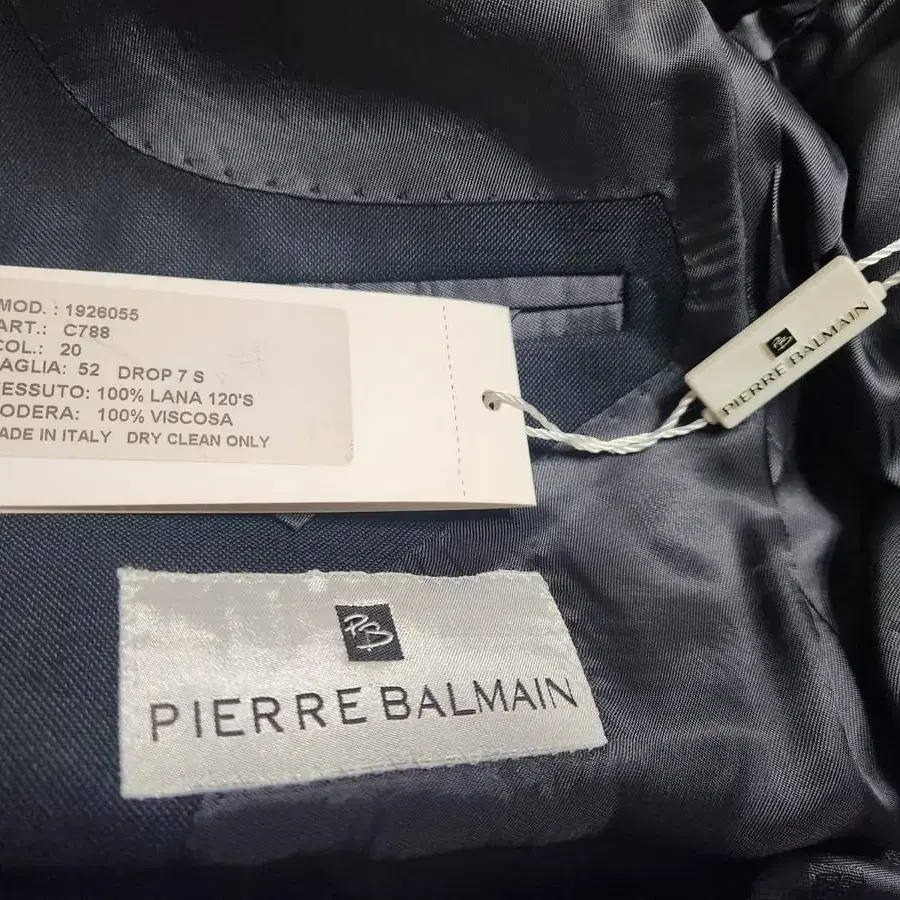 MOD. : 1926055
ART.: C788
COL.: 20
AGLIA: 52 DROP 7 S
ESSUTO: 100% LANA 120'S
ODERA: 100% VISCOSA
ADE IN ITALY DRY CLEAN ONLY
PB
PIERRE BALMAIN
PB
PIERRE BALMAIN